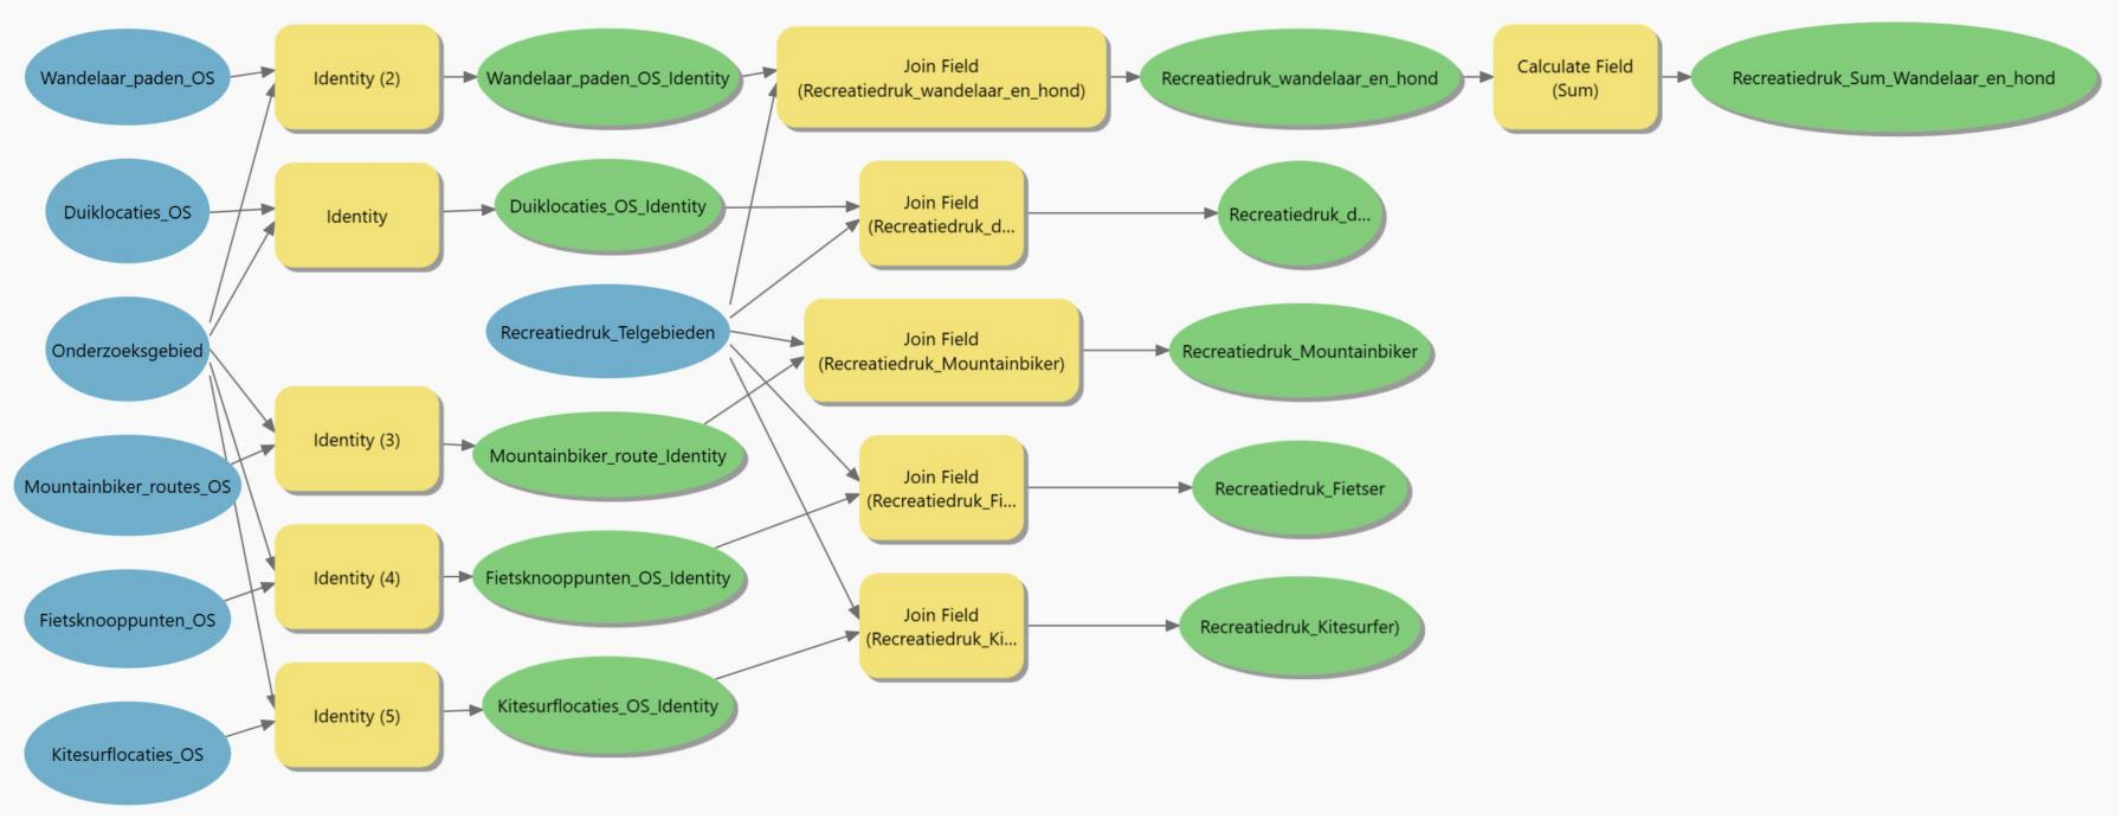 Wandelaar_paden_OS
Identity (2)
Wandelaar_paden_OS_Identity
Join Field
(Recreatiedruk_wandelaar_en_hond)
Recreatiedruk_wandelaar_en_hond
Calculate Field
(Sum)
Recreatiedruk_Sum_Wandelaar_en_hond
Duiklocaties_OS
Identity
Duiklocaties_OS_Identity
Join Field
(Recreatiedruk_d...
Recreatiedruk_d...
Onderzoeksgebied
Recreatiedruk_Telgebieden
Join Field
(Recreatiedruk_Mountainbiker)
Recreatiedruk_Mountainbiker
Identity (3)
Mountainbiker_route_Identity
Mountainbiker_routes_OS
Join Field
(Recreatiedruk_Fi...
Recreatiedruk_Fietser
Identity (4)
Fietsknooppunten_OS_Identity
Fietsknooppunten_OS
Join Field
(Recreatiedruk_Ki...
Recreatiedruk_Kitesurfer)
Identity (5)
Kitesurflocaties_OS_Identity
Kitesurflocaties_OS